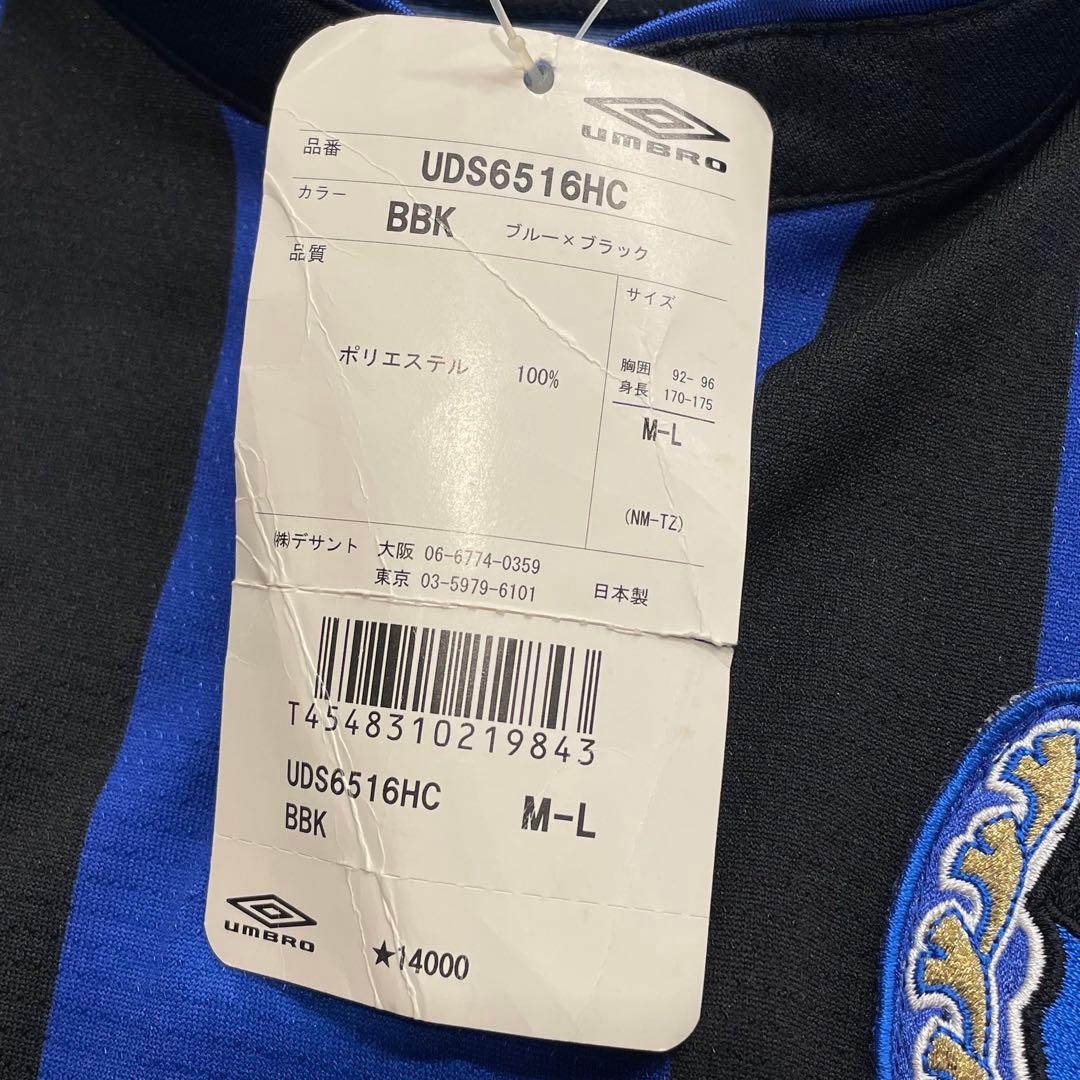 umbro
品番
UDS6516HC
カラー
BBK ブルー×ブラック
品質
サイズ
ポリエステル 100%
胸囲 92- 96
身長 170-175
M-L
(NM-TZ)
㈱デサント 大阪 06-6774-0359
東京 03-5979-6101 日本製
T4548310219843
UDS6516HC
BBK M-L
umbro
★14000